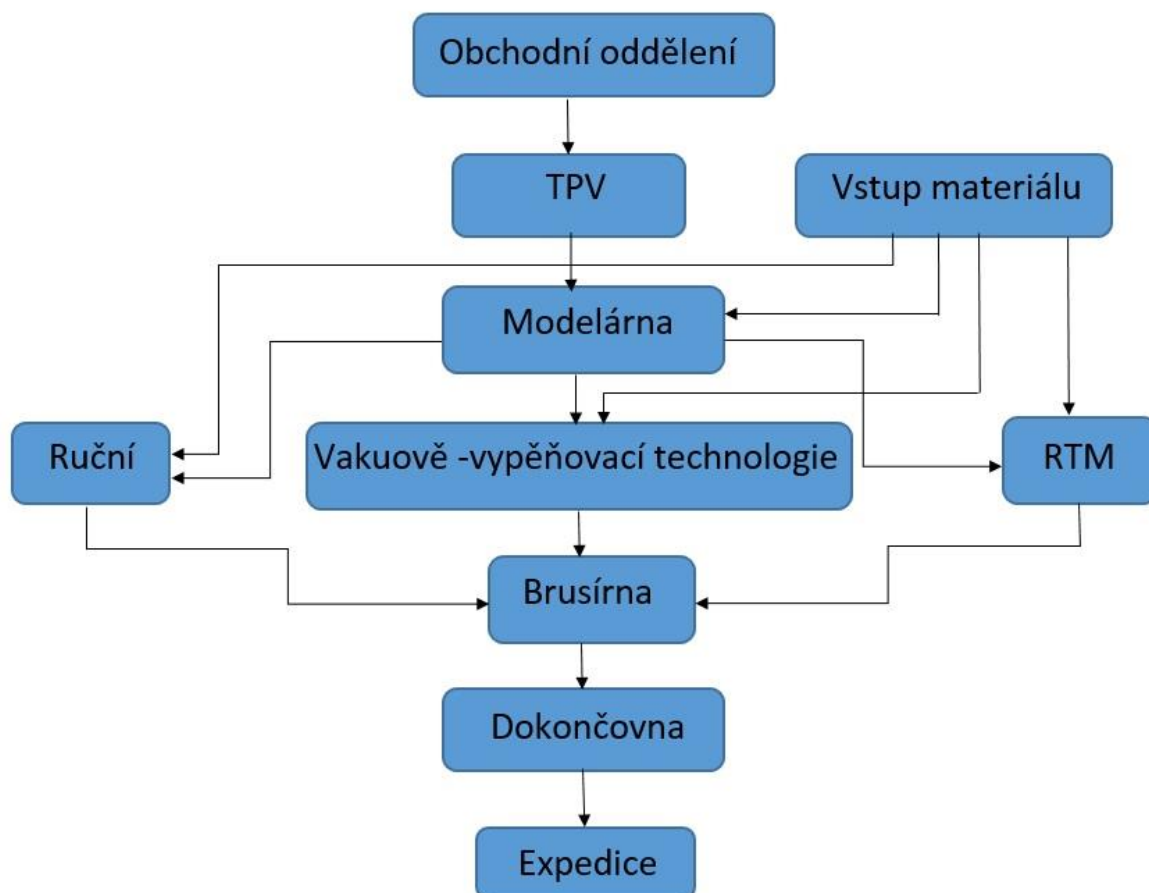 Obchodní oddělení
TPV
Vstup materiálu
Modelárna
Ruční
Vakuově -vypěňovací technologie
RTM
Brusírna
Dokončovna
Expedice